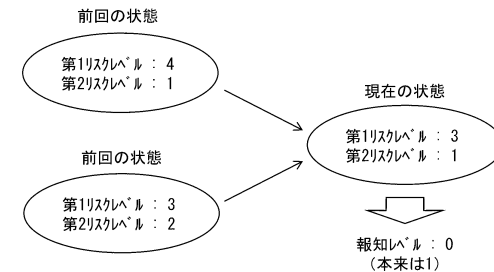 前回の状態
第1ﾘｽｸﾚﾍﾞﾙ : 4
第2ﾘｽｸﾚﾍﾞﾙ : 1
現在の状態
第1ﾘｽｸﾚﾍﾞﾙ : 3
第2ﾘｽｸﾚﾍﾞﾙ : 1
前回の状態
第1ﾘｽｸﾚﾍﾞﾙ : 3
第2ﾘｽｸﾚﾍﾞﾙ : 2
報知ﾚﾍﾞﾙ : 0
(本来は1)